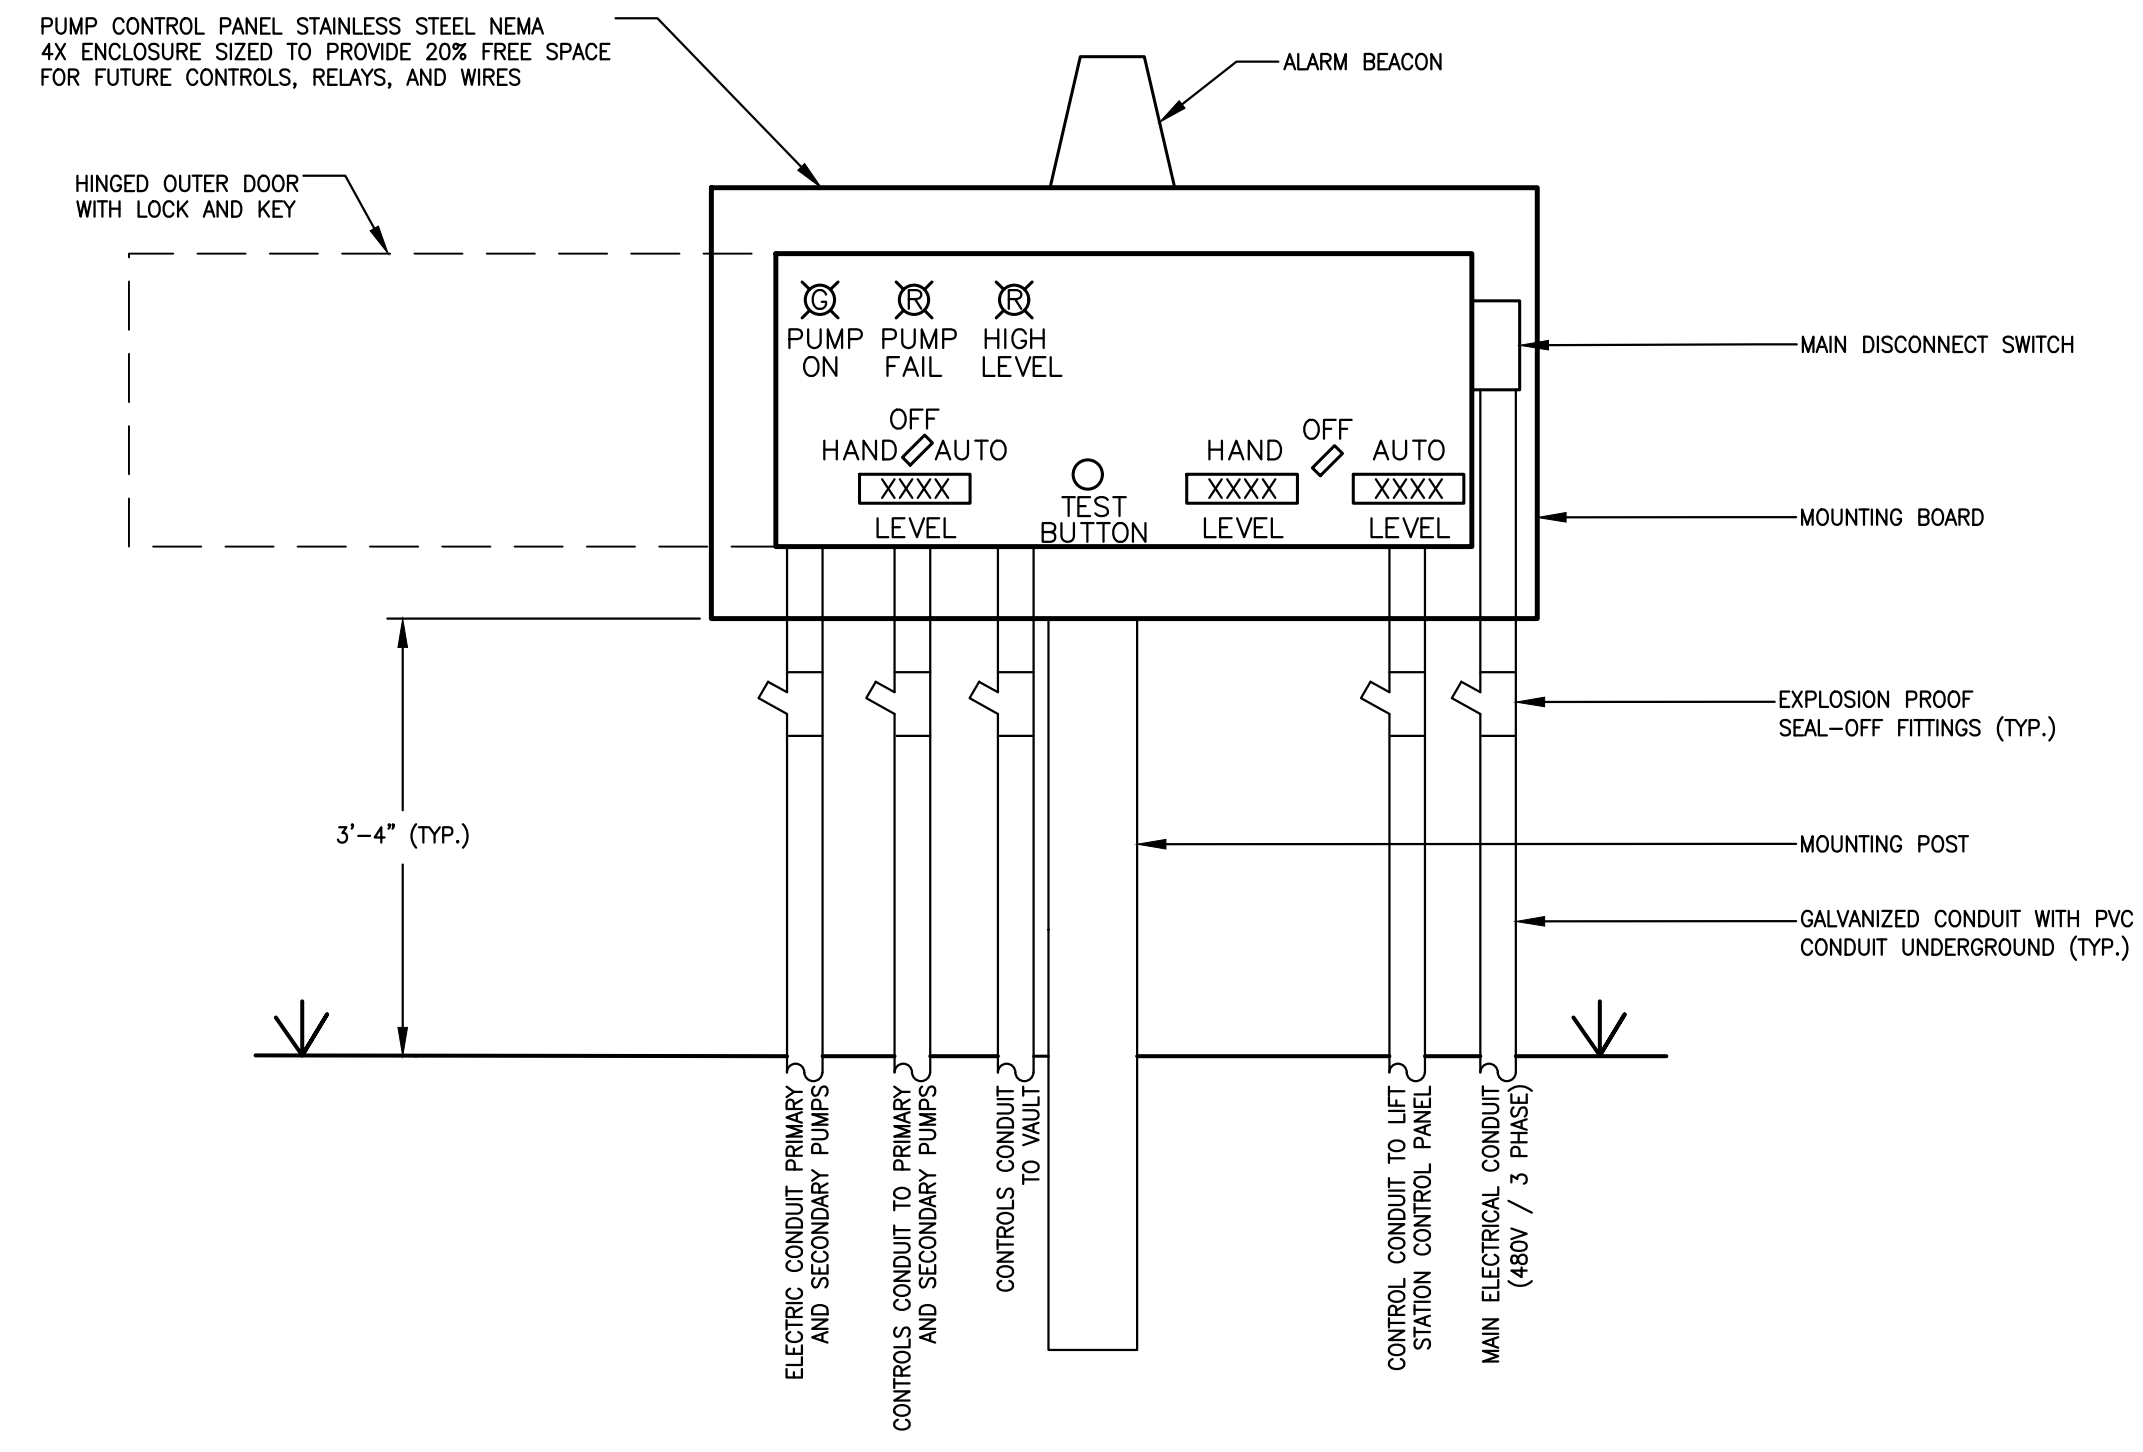 PUMP CONTROL PANEL STAINLESS STEEL NEMA
4X ENCLOSURE SIZED TO PROVIDE 20% FREE SPACE
FOR FUTURE CONTROLS, RELAYS, AND WIRES
ALARM BEACON
HINGED OUTER DOOR
WITH LOCK AND KEY
G R R
PUMP PUMP HIGH
ON FAIL LEVEL
MAIN DISCONNECT SWITCH
OFF
HAND AUTO
XXXX
LEVEL
TEST
BUTTON
OFF
HAND AUTO
XXXX XXXX
LEVEL LEVEL
MOUNTING BOARD
EXPLOSION PROOF
SEAL-OFF FITTINGS (TYP.)
3'-4" (TYP.)
MOUNTING POST
GALVANIZED CONDUIT WITH PVC
CONDUIT UNDERGROUND (TYP.)
ELECTRIC CONDUIT PRIMARY
AND SECONDARY PUMPS
CONTROLS CONDUIT TO PRIMARY
AND SECONDARY PUMPS
CONTROLS CONDUIT
TO VAULT
CONTROL CONDUIT TO LIFT
STATION CONTROL PANEL
MAIN ELECTRICAL CONDUIT
(480V / 3 PHASE)